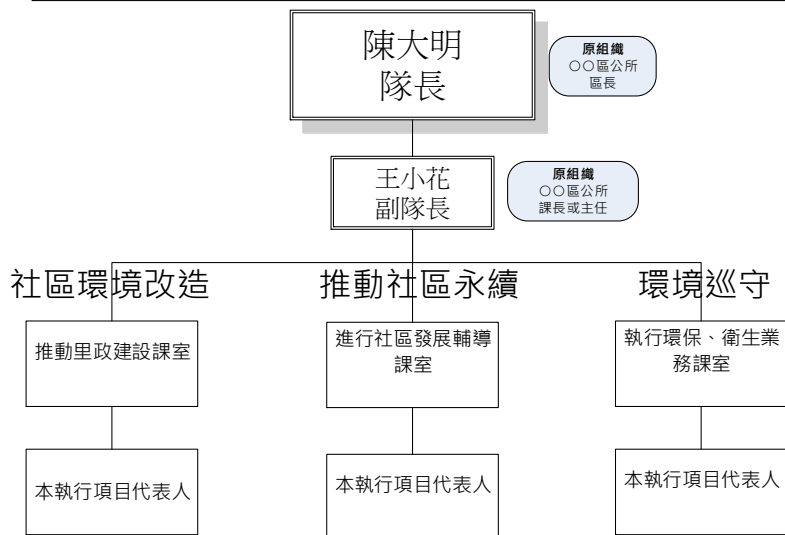 陳大明
隊長
原組織
○○區公所
區長
王小花
副隊長
原組織
○○區公所
課長或主任
社區環境改造
推動社區永續
環境巡守
推動里政建設課室
進行社區發展輔導
課室
執行環保、衛生業
務課室
本執行項目代表人
本執行項目代表人
本執行項目代表人